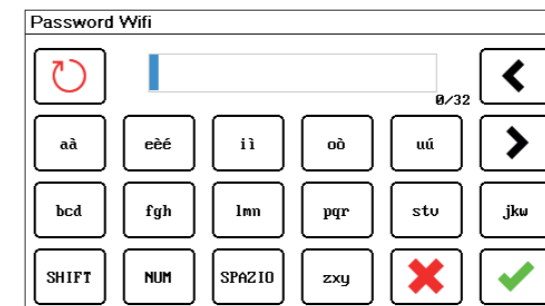 Password Wifi
0/32
aà eèé iì oò uú
bcd fgh lmn pqr stv jkw
SHIFT NUM SPAZIO zxy